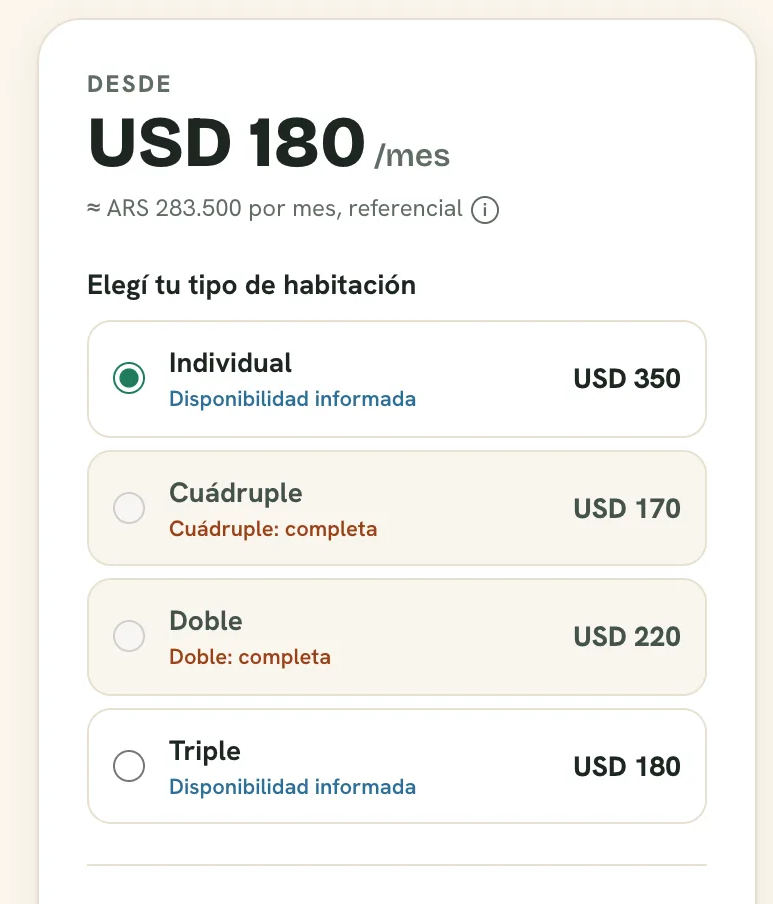 DESDE
USD 180 /mes
≈ ARS 283.500 por mes, referencial i
Elegí tu tipo de habitación
Individual
Disponibilidad informada
USD 350
Cuádruple
Cuádruple: completa
USD 170
Doble
Doble: completa
USD 220
Triple
Disponibilidad informada
USD 180